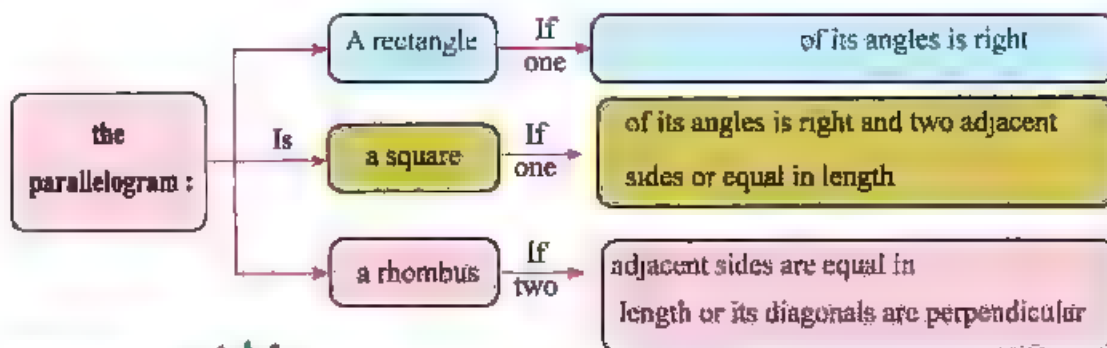 the
parallelogram :
Is
A rectangle
If
one
of its angles is right
a square
If
one
of its angles is right and two adjacent
sides or equal in length
a rhombus
If
two
adjacent sides are equal in
length or its diagonals are perpendicular